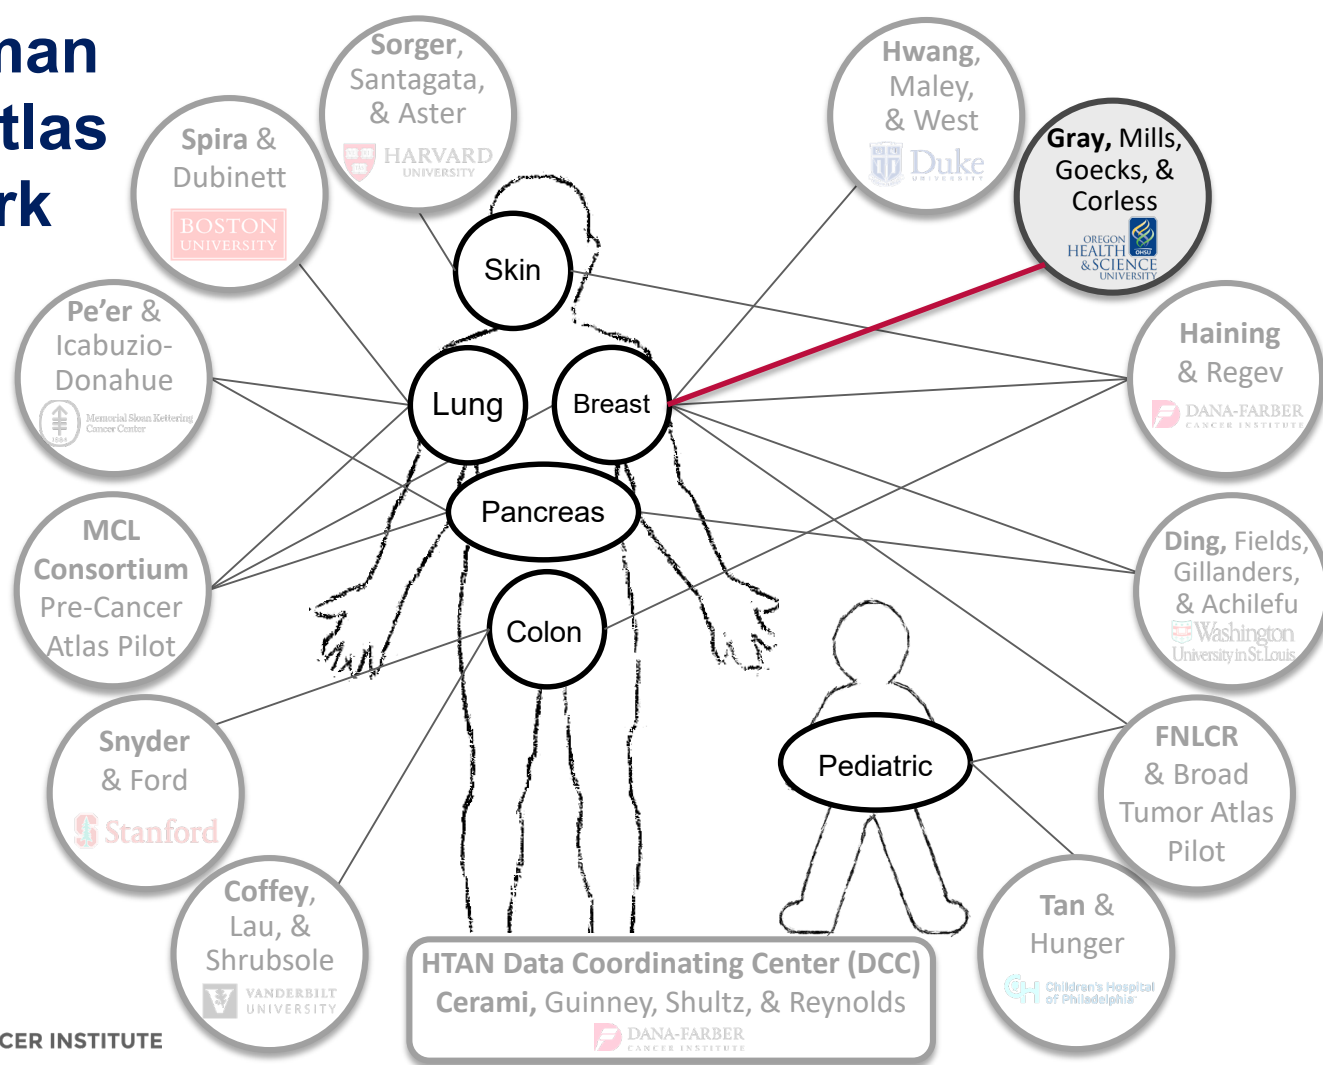 man
tlas
rk
Sorger,
Santagata,
& Aster
HARVARD
UNIVERSITY
Spira &
Dubinett
BOSTON
UNIVERSITY
Hwang,
Maley,
& West
Duke
UNIVERSITY
Gray, Mills,
Goecks, &
Corless
OREGON
HEALTH
& SCIENCE
UNIVERSITY
OHSU
Pe'er &
Icabuzio-
Donahue
1884
Memorial Sloan Kettering
Cancer Center
Skin
Haining
& Regev
DANA-FARBER
CANCER INSTITUTE
Lung
Breast
Pancreas
MCL
Consortium
Pre-Cancer
Atlas Pilot
Ding, Fields,
Gillanders,
& Achilefu
Washington
University in St. Louis
Colon
Snyder
& Ford
Stanford
Pediatric
FNLCR
& Broad
Tumor Atlas
Pilot
Coffey,
Lau, &
Shrubsole
VANDERBILT
UNIVERSITY
Tan &
Hunger
Children's Hospital
of Philadelphia
HTAN Data Coordinating Center (DCC)
Cerami, Guinney, Shultz, & Reynolds
DANA-FARBER
CANCER INSTITUTE
CER INSTITUTE